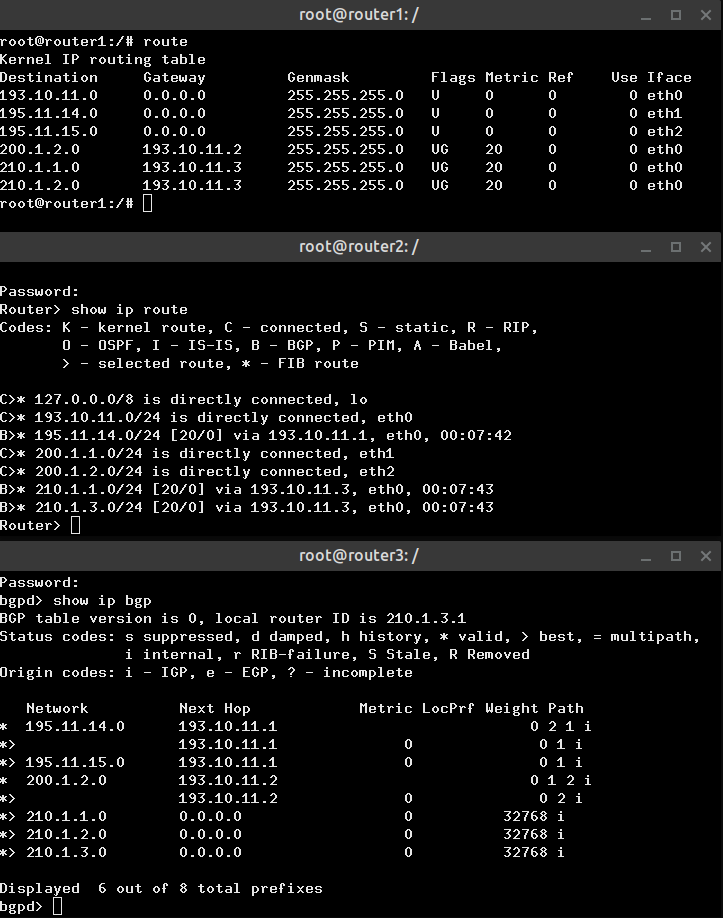 root@router1: /
root@router1:/# route
Kernel IP routing table
Destination     Gateway         Genmask         Flags Metric Ref    Use Iface
193.10.11.0     0.0.0.0         255.255.255.0   U     0      0        0 eth0
195.11.14.0     0.0.0.0         255.255.255.0   U     0      0        0 eth1
195.11.15.0     0.0.0.0         255.255.255.0   U     0      0        0 eth2
200.1.2.0       193.10.11.2     255.255.255.0   UG    20     0        0 eth0
210.1.1.0       193.10.11.3     255.255.255.0   UG    20     0        0 eth0
210.1.2.0       193.10.11.3     255.255.255.0   UG    20     0        0 eth0
root@router1:/#
root@router2: /
Password:
Router> show ip route
Codes: K - kernel route, C - connected, S - static, R - RIP,
       O - OSPF, I - IS-IS, B - BGP, P - PIM, A - Babel,
       > - selected route, * - FIB route
C>* 127.0.0.0/8 is directly connected, lo
C>* 193.10.11.0/24 is directly connected, eth0
B>* 195.11.14.0/24 [20/0] via 193.10.11.1, eth0, 00:07:42
C>* 200.1.1.0/24 is directly connected, eth1
C>* 200.1.2.0/24 is directly connected, eth2
B>* 210.1.1.0/24 [20/0] via 193.10.11.3, eth0, 00:07:43
B>* 210.1.3.0/24 [20/0] via 193.10.11.3, eth0, 00:07:43
Router>
root@router3: /
Password:
bgpd> show ip bgp
BGP table version is 0, local router ID is 210.1.3.1
Status codes: s suppressed, d damped, h history, * valid, > best, = multipath,
              i internal, r RIB-failure, S Stale, R Removed
Origin codes: i - IGP, e - EGP, ? - incomplete
   Network          Next Hop            Metric LocPrf Weight Path
*  195.11.14.0      193.10.11.1                            0 2 1 i
*>                  193.10.11.1              0             0 1 i
*> 195.11.15.0      193.10.11.1              0             0 1 i
*  200.1.2.0        193.10.11.2                            0 1 2 i
*>                  193.10.11.2              0             0 2 i
*> 210.1.1.0        0.0.0.0                  0         32768 i
*> 210.1.2.0        0.0.0.0                  0         32768 i
*> 210.1.3.0        0.0.0.0                  0         32768 i
Displayed  6 out of 8 total prefixes
bgpd>